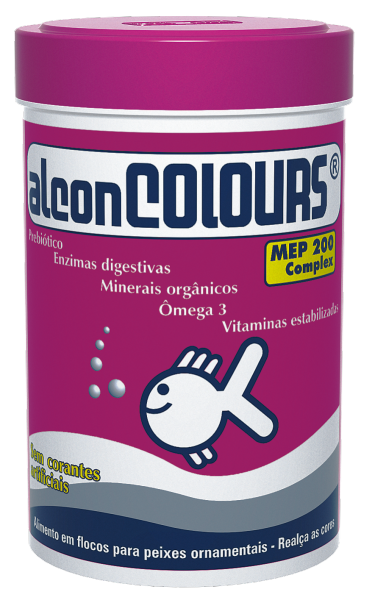 alconCOLOURS®
MEP 200
Complex
Prebiótico
Enzimas digestivas
Minerais orgânicos
Ômega 3
Vitaminas estabilizadas
Sem corantes
artificiais
Alimento em flocos para peixes ornamentais - Realça as cores